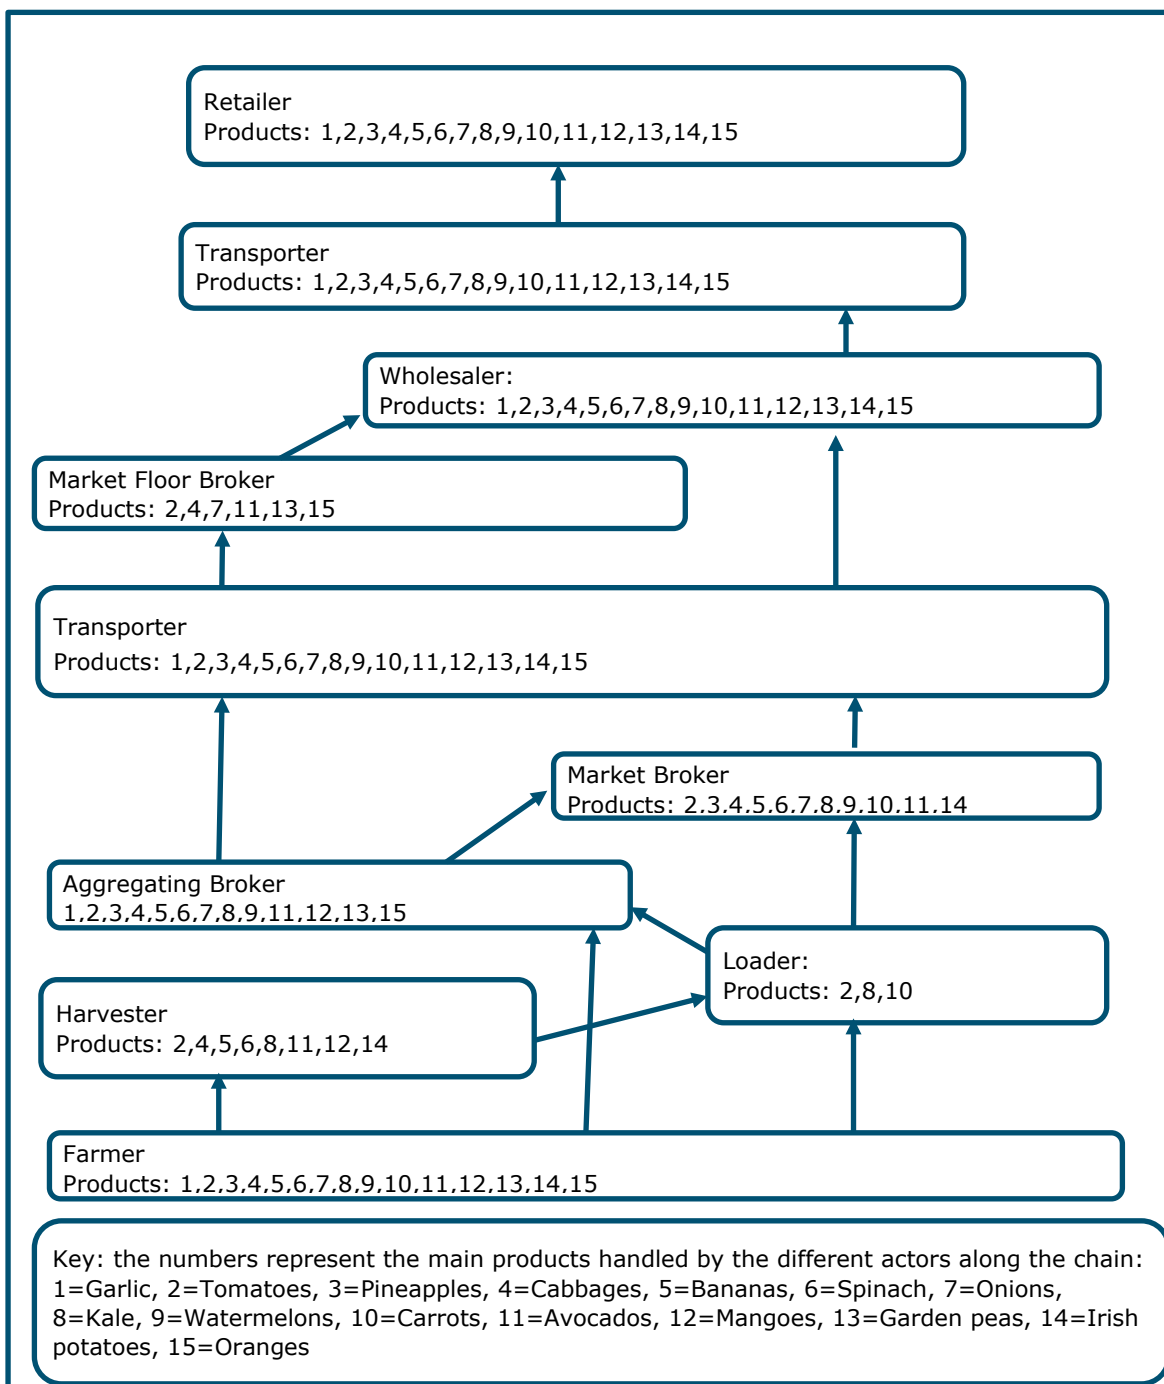 Retailer
Products: 1,2,3,4,5,6,7,8,9,10,11,12,13,14,15
Transporter
Products: 1,2,3,4,5,6,7,8,9,10,11,12,13,14,15
Wholesaler:
Products: 1,2,3,4,5,6,7,8,9,10,11,12,13,14,15
Market Floor Broker
Products: 2,4,7,11,13,15
Transporter
Products: 1,2,3,4,5,6,7,8,9,10,11,12,13,14,15
Market Broker
Products: 2,3,4,5,6,7,8,9,10,11,14
Aggregating Broker
1,2,3,4,5,6,7,8,9,11,12,13,15
Loader:
Products: 2,8,10
Harvester
Products: 2,4,5,6,8,11,12,14
Farmer
Products: 1,2,3,4,5,6,7,8,9,10,11,12,13,14,15
Key: the numbers represent the main products handled by the different actors along the chain:
1=Garlic, 2=Tomatoes, 3=Pineapples, 4=Cabbages, 5=Bananas, 6=Spinach, 7=Onions,
8=Kale, 9=Watermelons, 10=Carrots, 11=Avocados, 12=Mangoes, 13=Garden peas, 14=Irish
potatoes, 15=Oranges